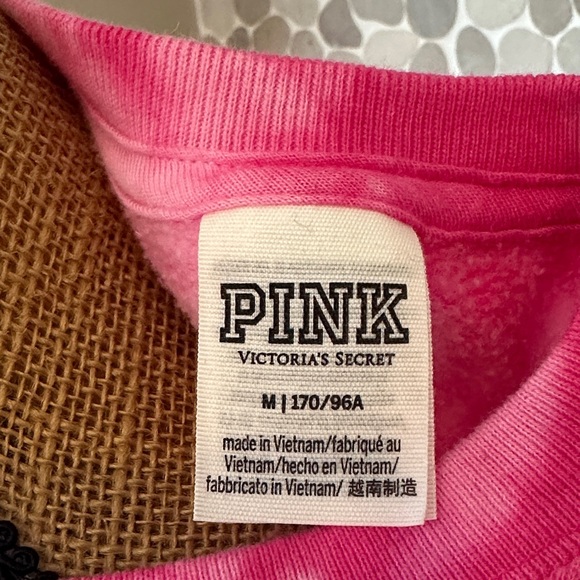 PINK
VICTORIA'S SECRET
M | 170/96A
made in Vietnam/fabriqué au
Vietnam/hecho en Vietnam/
fabbricato in Vietnam/ 越南制造